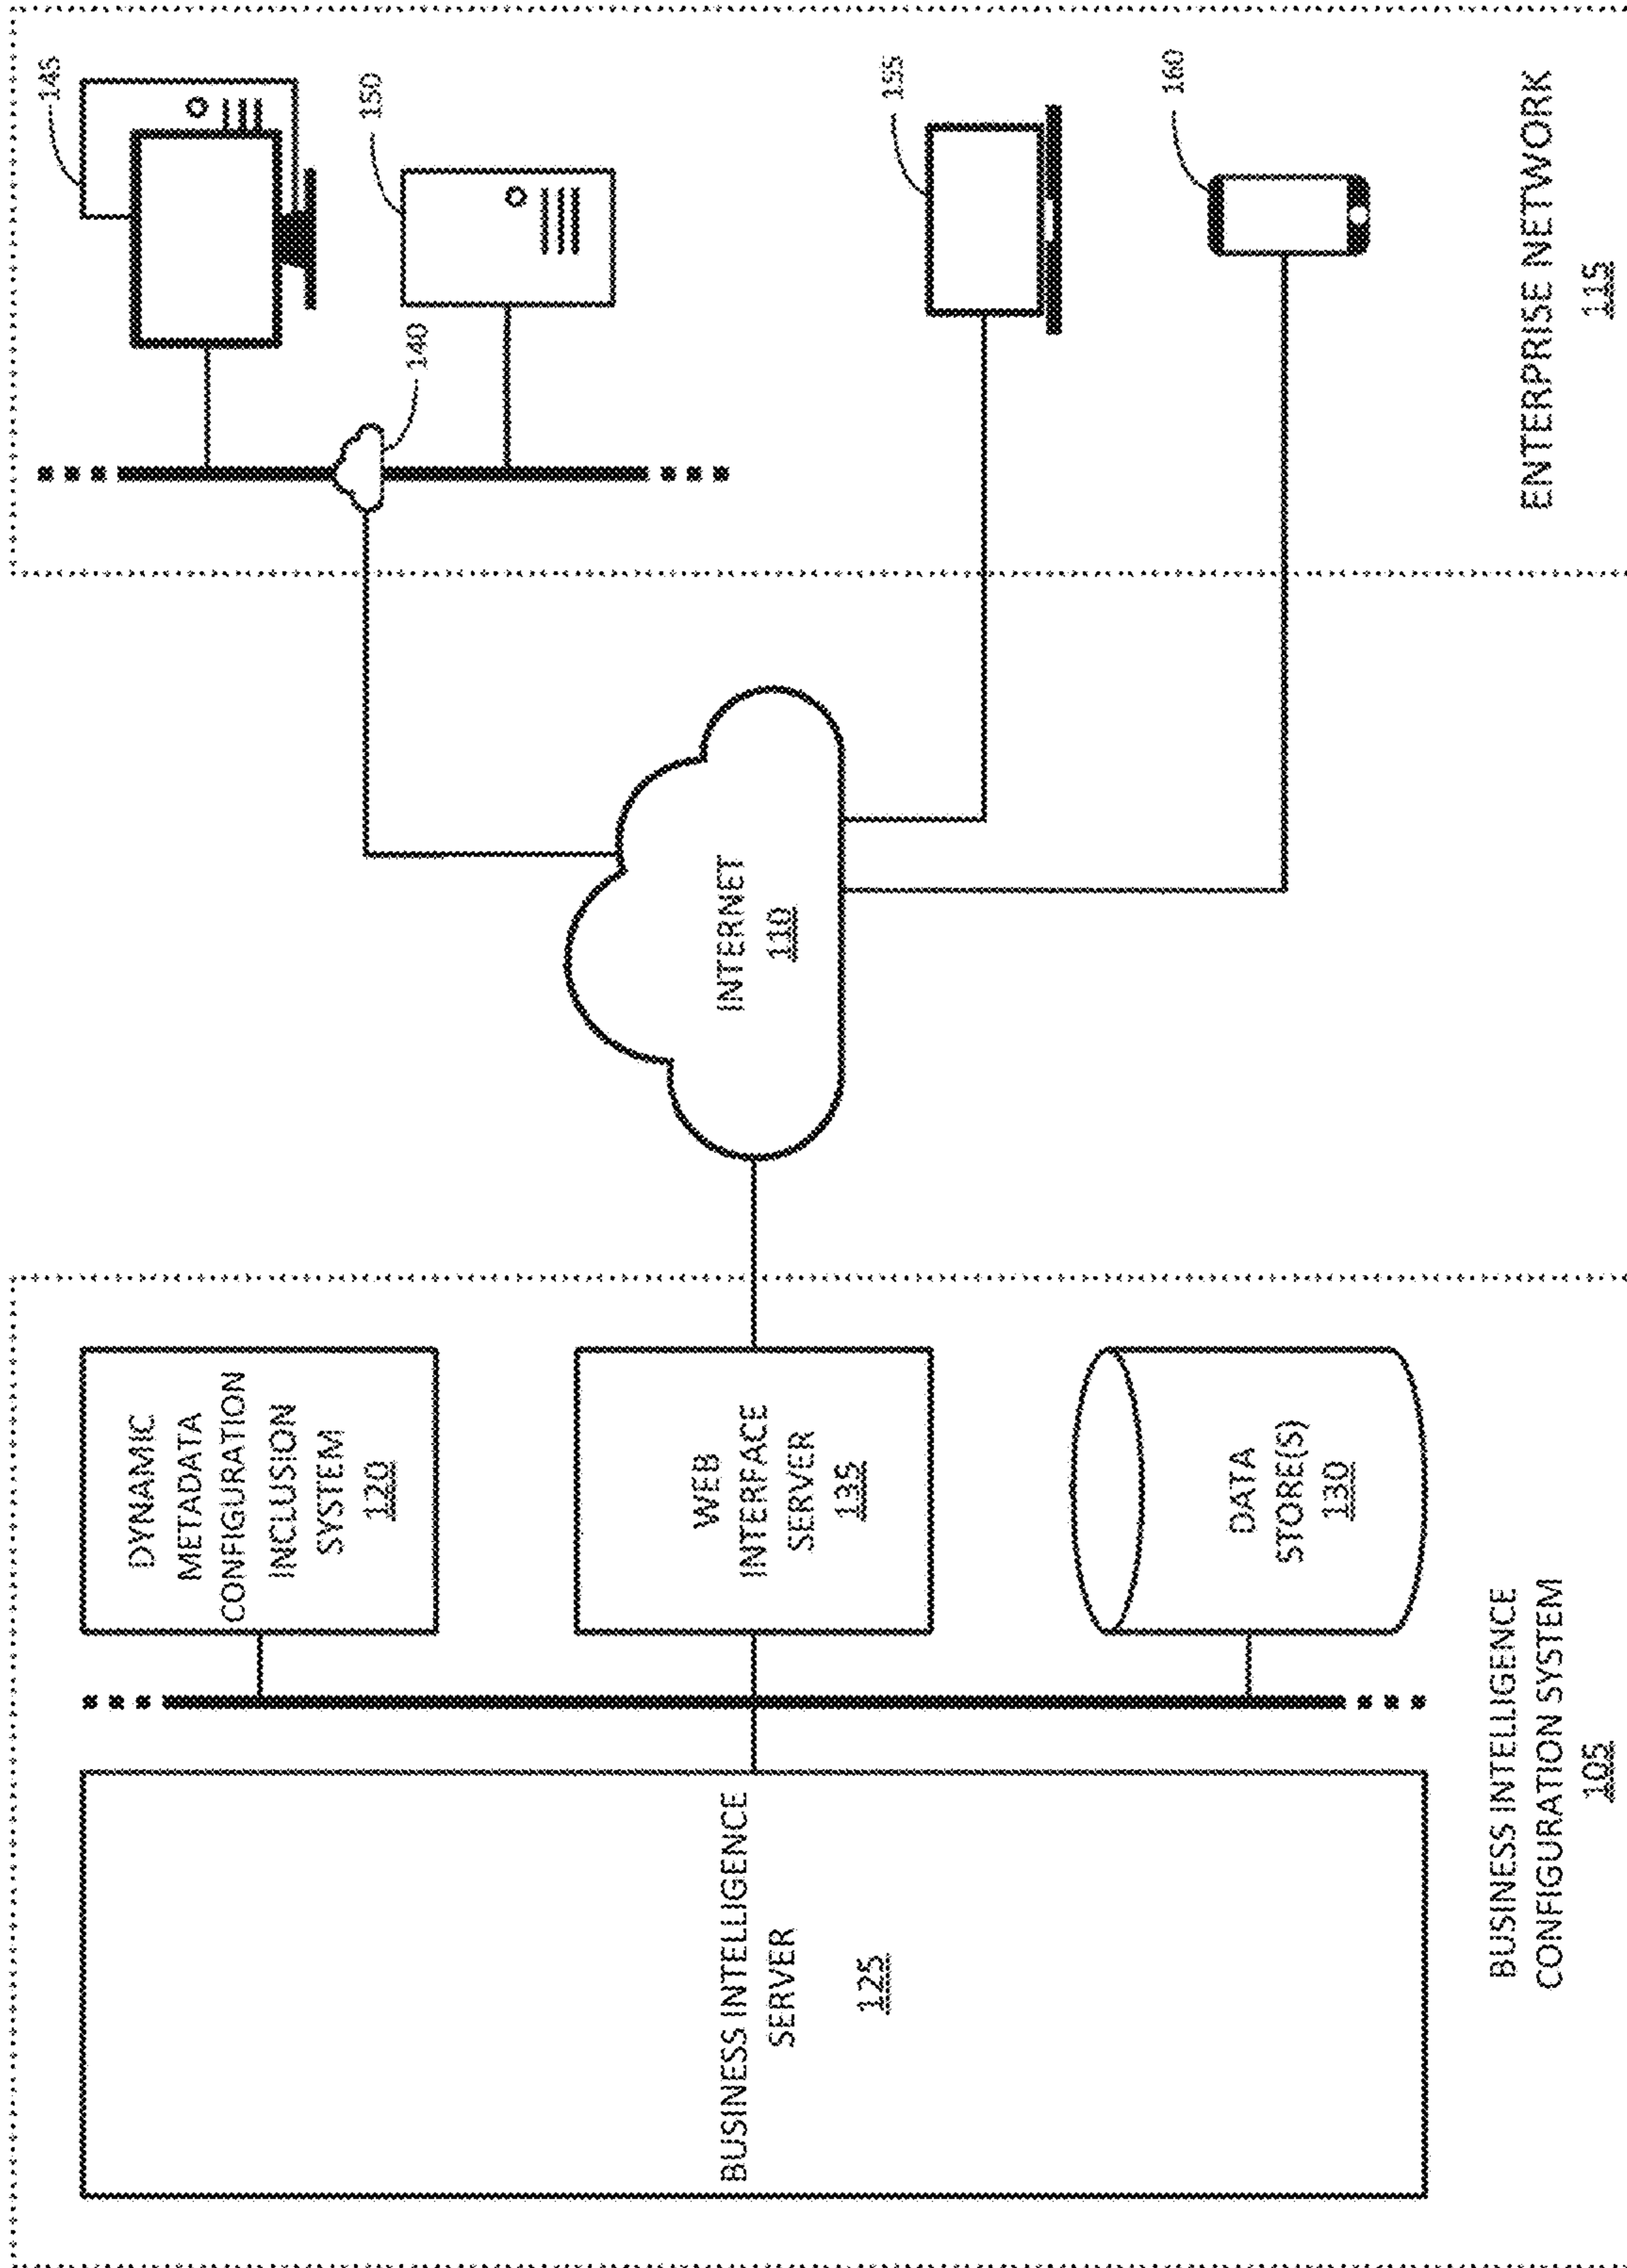 BUSINESS INTELLIGENCE
SERVER
125
DYNAMIC
METADATA
CONFIGURATION
INCLUSION
SYSTEM
120
WEB
INTERFACE
SERVER
135
DATA
STORE(S)
130
BUSINESS INTELLIGENCE
CONFIGURATION SYSTEM
105
INTERNET
110
145
150
140
155
160
ENTERPRISE NETWORK
115